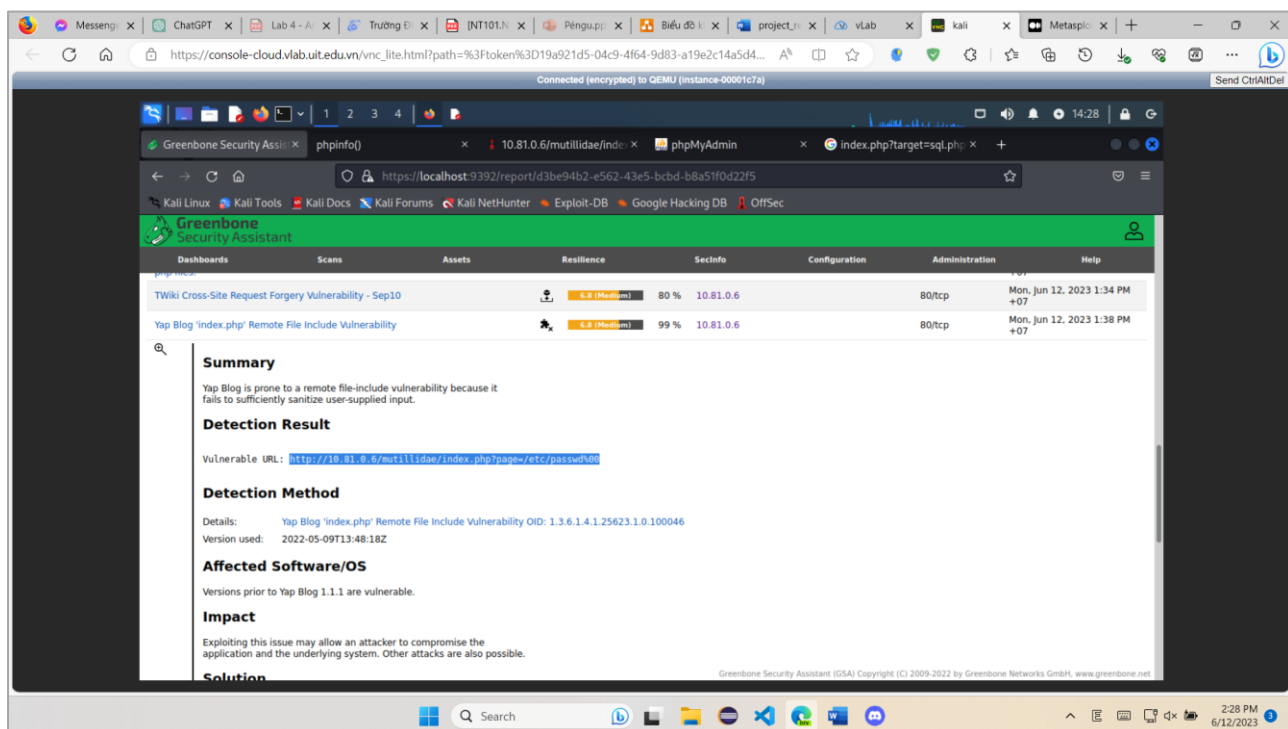 Messenge
ChatGPT
Lab 4 - A
Trường Đ
[NT101.N
Péngu.pp
Biểu đồ k
project_re
vLab
kali
Metasplo
https://console-cloud.vlab.uit.edu.vn/vnc_lite.html?path=%3Ftoken%3D19a921d5-04c9-4f64-9d83-a19e2c14a5d4...
Connected (encrypted) to QEMU (instance-00001c7a)
Send CtrlAltDel
1 2 3 4
14:28
Greenbone Security Assis
phpinfo()
10.81.0.6/mutillidae/index
phpMyAdmin
index.php?target=sql.php
https://localhost:9392/report/d3be94b2-e562-43e5-bcbd-b8a51f0d22f5
Kali Linux Kali Tools Kali Docs Kali Forums Kali NetHunter Exploit-DB Google Hacking DB OffSec
Greenbone
Security Assistant
Dashboards Scans Assets Resilience SecInfo Configuration Administration Help
php files.
+07
TWiki Cross-Site Request Forgery Vulnerability - Sep10 6.8 (Medium) 80 % 10.81.0.6 80/tcp Mon, Jun 12, 2023 1:34 PM
+07
Yap Blog 'index.php' Remote File Include Vulnerability 6.8 (Medium) 99 % 10.81.0.6 80/tcp Mon, Jun 12, 2023 1:38 PM
+07
Summary
Yap Blog is prone to a remote file-include vulnerability because it
fails to sufficiently sanitize user-supplied input.
Detection Result
Vulnerable URL: http://10.81.0.6/mutillidae/index.php?page=/etc/passwd%00
Detection Method
Details: Yap Blog 'index.php' Remote File Include Vulnerability OID: 1.3.6.1.4.1.25623.1.0.100046
Version used: 2022-05-09T13:48:18Z
Affected Software/OS
Versions prior to Yap Blog 1.1.1 are vulnerable.
Impact
Exploiting this issue may allow an attacker to compromise the
application and the underlying system. Other attacks are also possible.
Solution
Greenbone Security Assistant (GSA) Copyright (C) 2009-2022 by Greenbone Networks GmbH, www.greenbone.net
Search
2:28 PM
6/12/2023
3